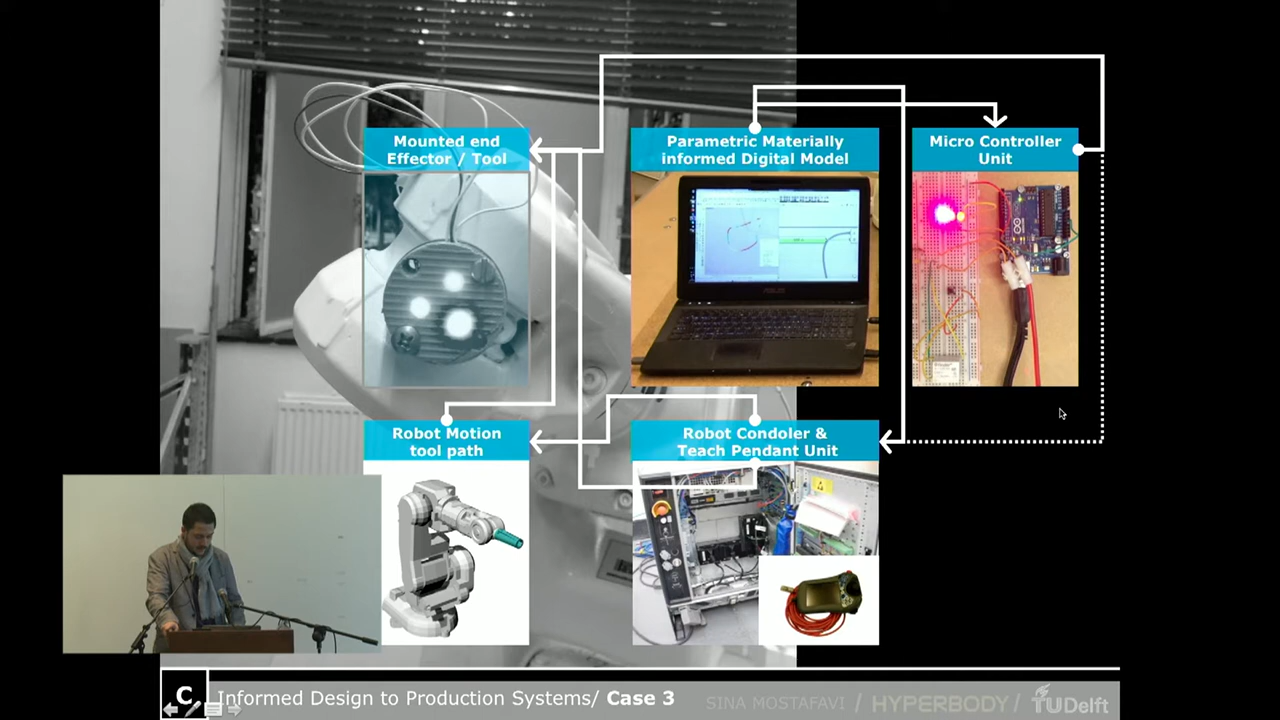 Mounted end
Effector / Tool
Parametric Materially
informed Digital Model
Micro Controller
Unit
Robot Motion
tool path
Robot Condoler &
Teach Pendant Unit
C
Informed Design to Production Systems/ Case 3
SINA MOSTAFAVI / HYPERBODY / TUDelft